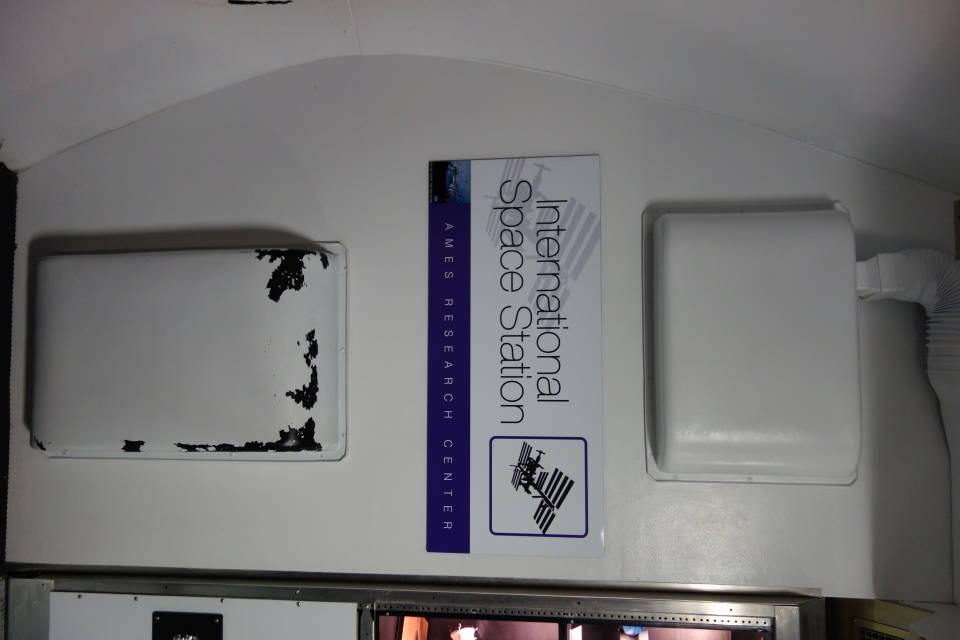 International
Space Station
AMES RESEARCH CENTER